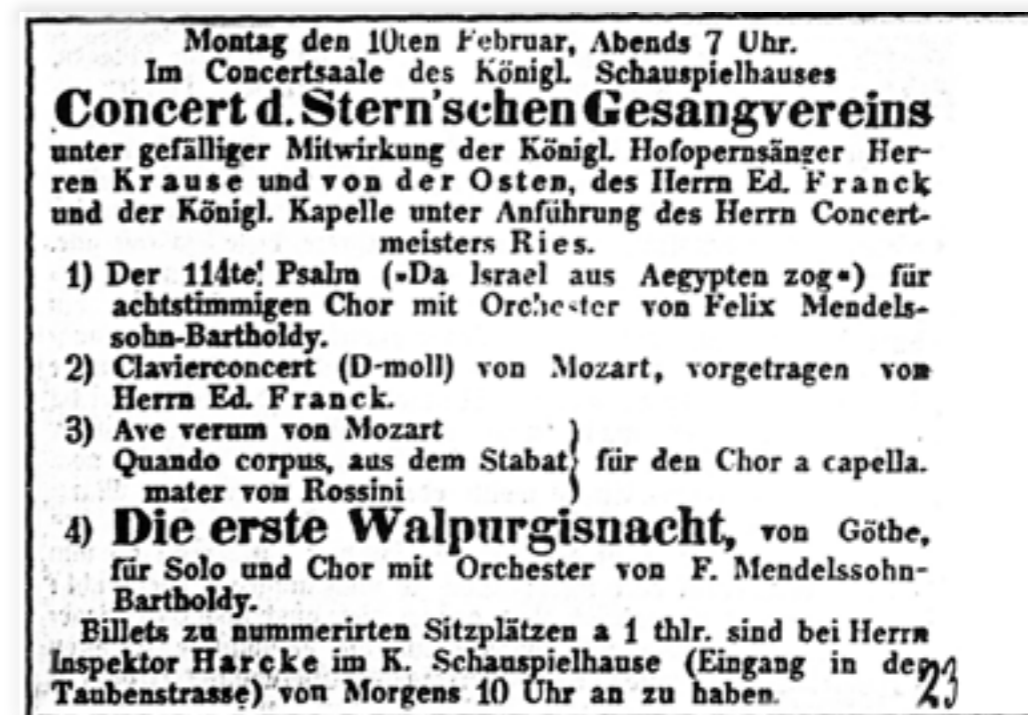 Montag den 10ten Februar, Abends 7 Uhr.
Im Concertsaale des Königl. Schauspielhauses
Concert d. Stern'schen Gesangvereins
unter gefälliger Mitwirkung der Königl. Hofopernsänger Her-
ren Krause und von der Osten, des Herrn Ed. Franck
und der Königl. Kapelle unter Anführung des Herrn Concert-
meisters Ries.
1) Der 114te Psalm (»Da Israel aus Aegypten zog«) für
achtstimmigen Chor mit Orchester von Felix Mendels-
sohn-Bartholdy.
2) Clavierconcert (D-moll) von Mozart, vorgetragen von
Herrn Ed. Franck.
3) Ave verum von Mozart
Quando corpus, aus dem Stabat } für den Chor a capella.
mater von Rossini
4) Die erste Walpurgisnacht, von Göthe,
für Solo und Chor mit Orchester von F. Mendelssohn-
Bartholdy.
Billets zu nummerirten Sitzplätzen a 1 thlr. sind bei Herrn
Inspektor Harcke im K. Schauspielhause (Eingang in der
Taubenstrasse) von Morgens 10 Uhr an zu haben.
23